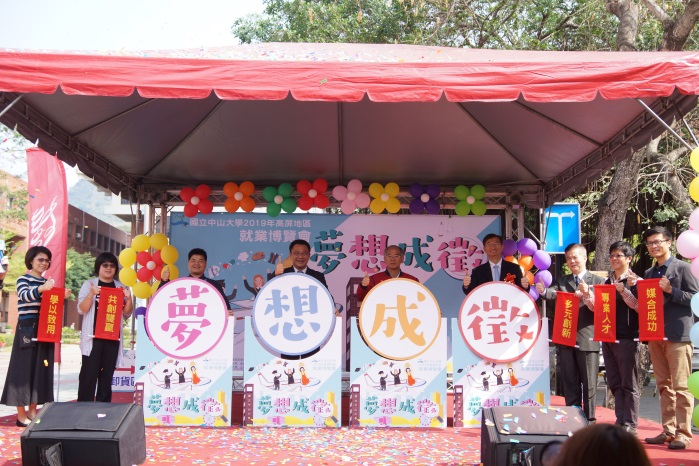 國立中山大學2019年高屏地區
就業博覽會
夢想成徵
夢 想 成 徵
夢想成徵
夢想成徵
夢想成徵
夢想成徵
學以致用
共創雙贏
多元創新
專業人才
媒合成功